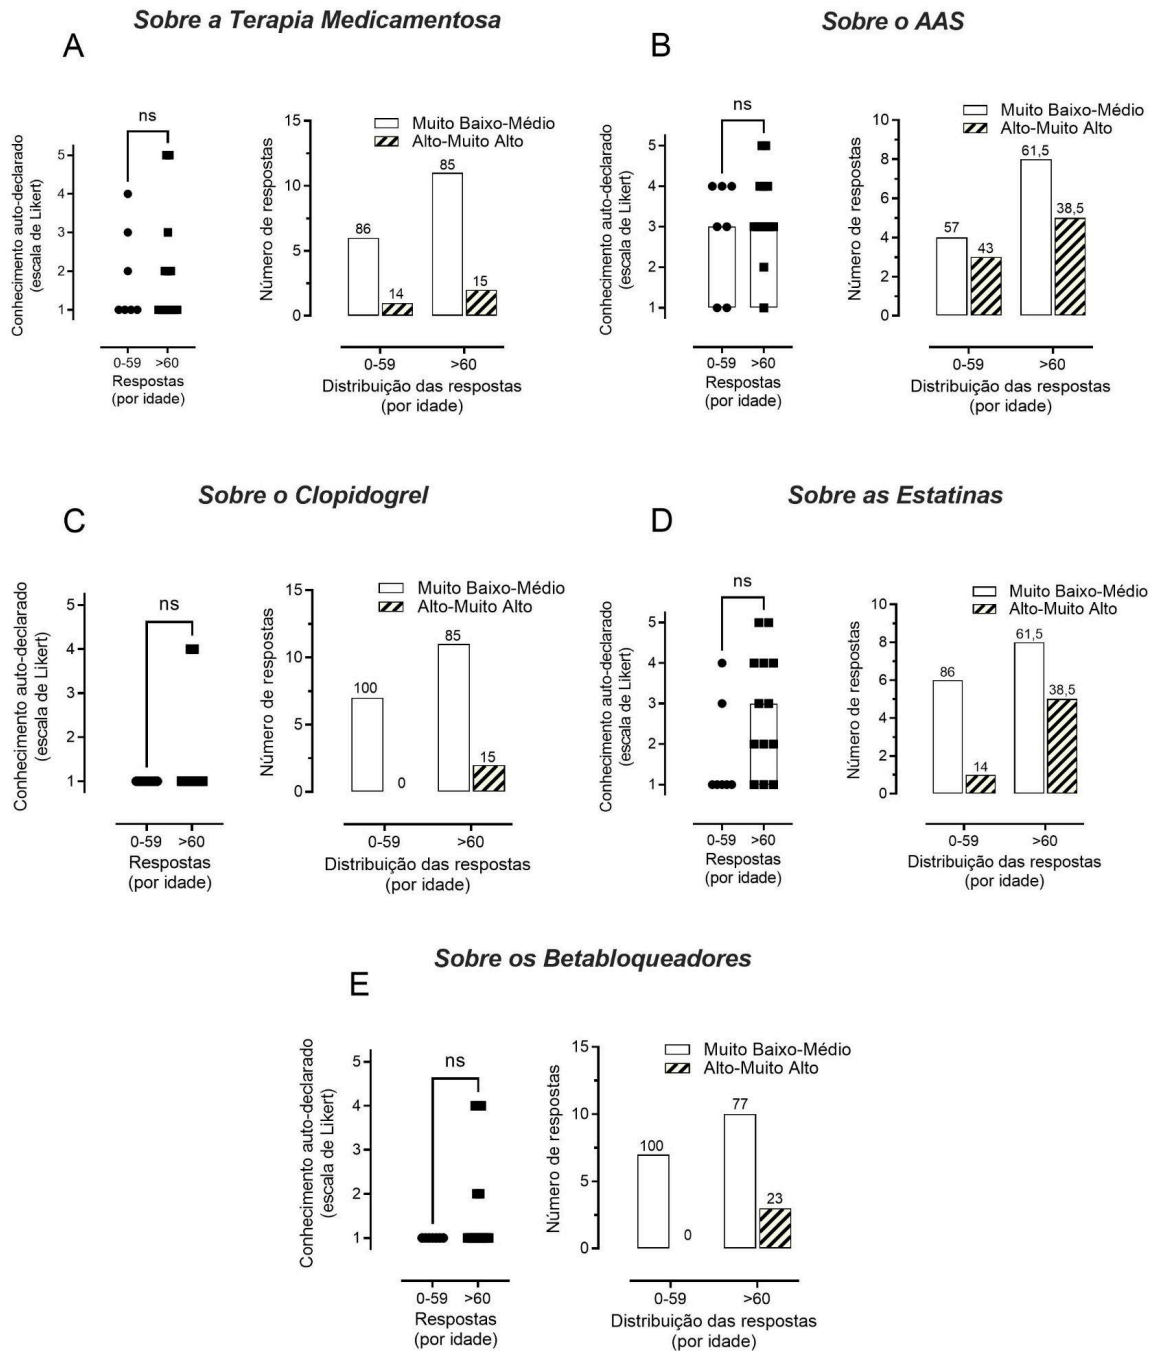 Sobre a Terapia Medicamentosa
A
Conhecimento auto-declarado
(escala de Likert)
5
4
3
2
1
ns
0-59 >60
Respostas
(por idade)
Número de respostas
15
10
5
0
Muito Baixo-Médio
Alto-Muito Alto
86
14
85
15
0-59 >60
Distribuição das respostas
(por idade)
Sobre o AAS
B
Conhecimento auto-declarado
(escala de Likert)
5
4
3
2
1
ns
0-59 >60
Respostas
(por idade)
Número de respostas
10
8
6
4
2
0
Muito Baixo-Médio
Alto-Muito Alto
57
43
61,5
38,5
0-59 >60
Distribuição das respostas
(por idade)
Sobre o Clopidogrel
C
Conhecimento auto-declarado
(escala de Likert)
5
4
3
2
1
ns
0-59 >60
Respostas
(por idade)
Número de respostas
15
10
5
0
Muito Baixo-Médio
Alto-Muito Alto
100
0
85
15
0-59 >60
Distribuição das respostas
(por idade)
Sobre as Estatinas
D
Conhecimento auto-declarado
(escala de Likert)
5
4
3
2
1
ns
0-59 >60
Respostas
(por idade)
Número de respostas
10
8
6
4
2
0
Muito Baixo-Médio
Alto-Muito Alto
86
14
61,5
38,5
0-59 >60
Distribuição das respostas
(por idade)
Sobre os Betabloqueadores
E
Conhecimento auto-declarado
(escala de Likert)
5
4
3
2
1
ns
0-59 >60
Respostas
(por idade)
Número de respostas
15
10
5
0
Muito Baixo-Médio
Alto-Muito Alto
100
0
77
23
0-59 >60
Distribuição das respostas
(por idade)